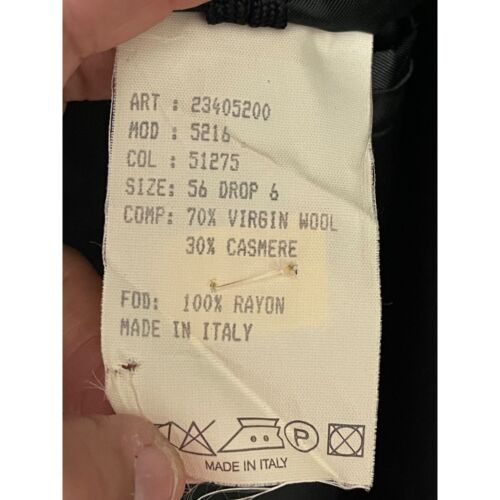 ART : 23405200
MOD : 5216
COL : 51275
SIZE: 56 DROP 6
COMP: 70% VIRGIN WOOL
30% CASMERE
FOD: 100% RAYON
MADE IN ITALY
P
MADE IN ITALY